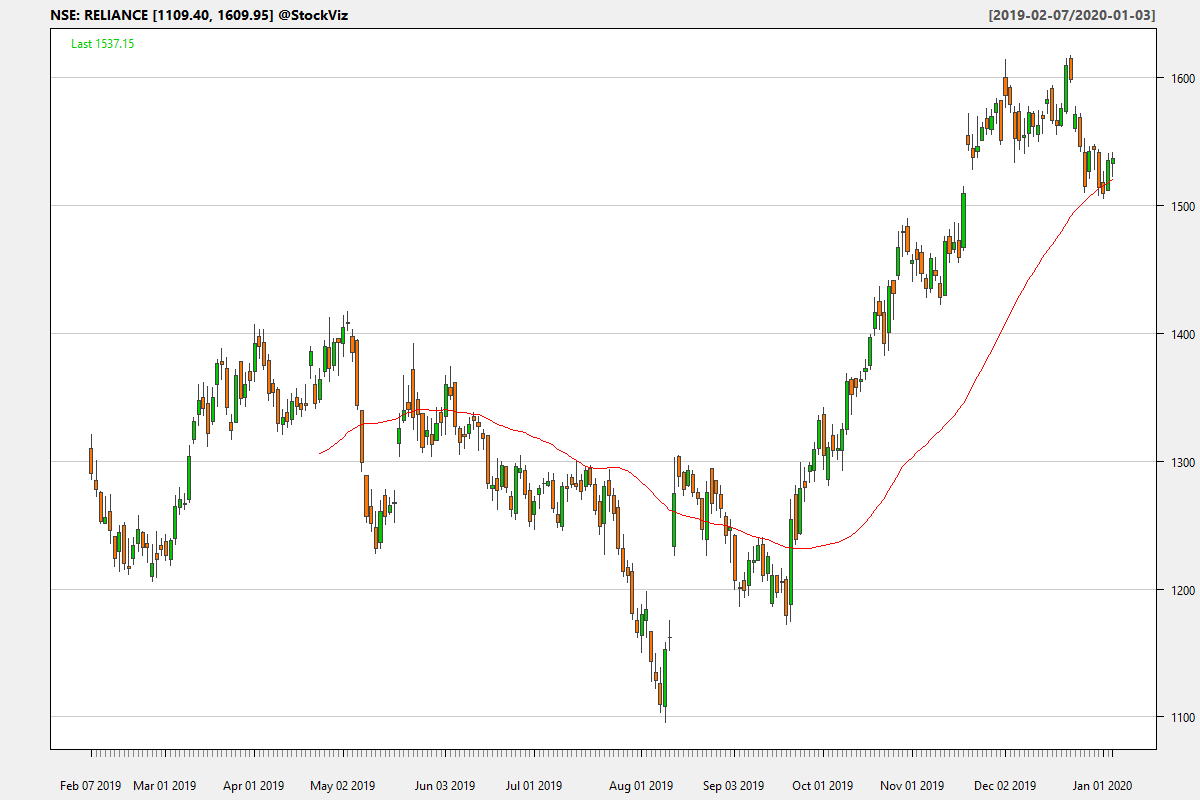 NSE: RELIANCE [1109.40, 1609.95] @StockViz
[2019-02-07/2020-01-03]
Last 1537.15
1600
1500
1400
1300
1200
1100
Feb 07 2019 Mar 01 2019 Apr 01 2019 May 02 2019 Jun 03 2019 Jul 01 2019 Aug 01 2019 Sep 03 2019 Oct 01 2019 Nov 01 2019 Dec 02 2019 Jan 01 2020